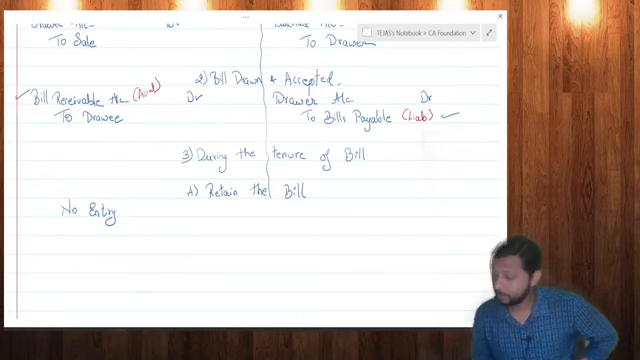 To Sale
To Drawer
TEJAS's Notebook > CA Foundation
2) Bill Drawn & Accepted.
Bill Receivable A/c (Asset) Dr
To Drawee
Drawer A/c Dr
To Bills Payable (Liab)
3) During the tenure of Bill
A) Retain the Bill
No Entry